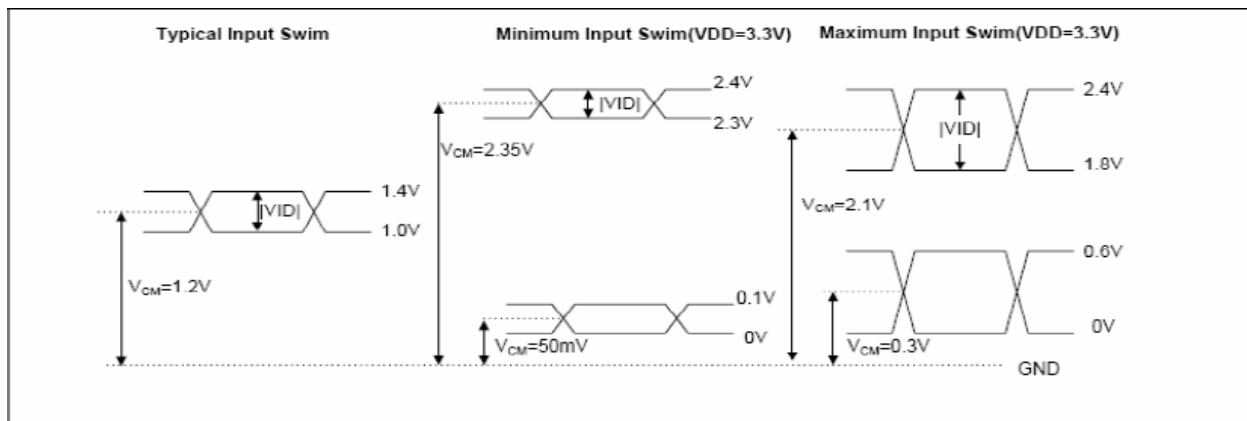 Typical Input Swim
Minimum Input Swim(VDD=3.3V)
Maximum Input Swim(VDD=3.3V)
|VID|
1.4V
1.0V
VCM=1.2V
2.4V
|VID|
2.3V
VCM=2.35V
0.1V
0V
VCM=50mV
2.4V
|VID|
1.8V
VCM=2.1V
0.6V
0V
VCM=0.3V
GND